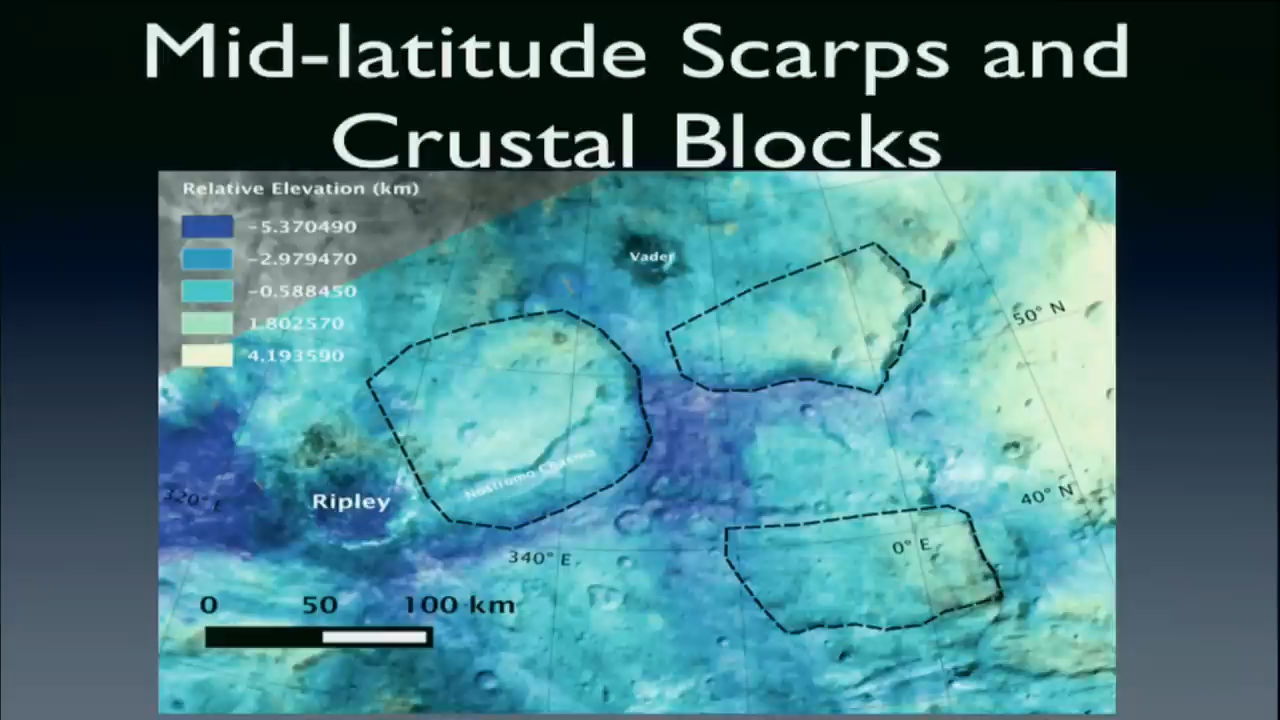 Mid-latitude Scarps and
Crustal Blocks
Relative Elevation (km)
-5.370490
-2.979470
-0.588450
1.802570
4.193590
Vader
50° N
Nostromo Chasma
Ripley
320° E
40° N
0° E
340° E
0 50 100 km